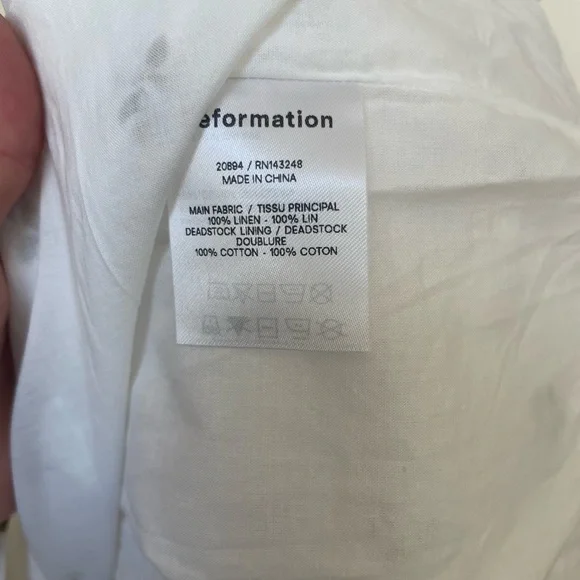 eformation
20894 / RN143248
MADE IN CHINA
MAIN FABRIC / TISSU PRINCIPAL
100% LINEN - 100% LIN
DEADSTOCK LINING / DEADSTOCK
DOUBLURE
100% COTTON - 100% COTON